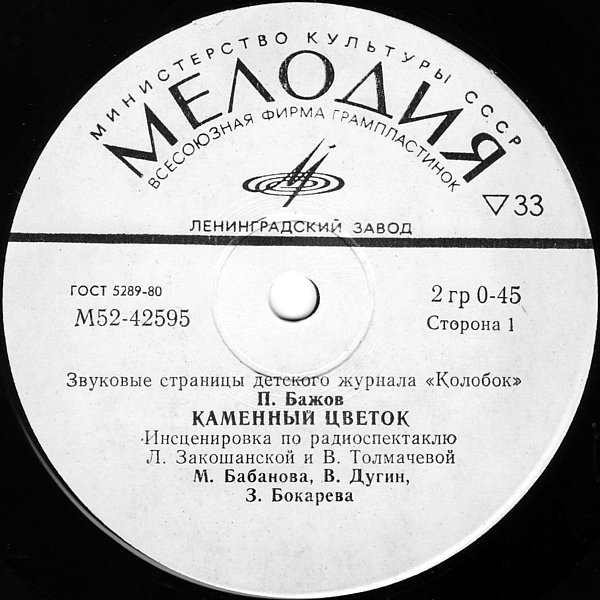 МИНИСТЕРСТВО КУЛЬТУРЫ СССР
МЕЛОДИЯ
ВСЕСОЮЗНАЯ ФИРМА ГРАМПЛАСТИНОК
▽33
ЛЕНИНГРАДСКИЙ ЗАВОД
ГОСТ 5289-80
2 гр 0-45
М52-42595
Сторона 1
Звуковые страницы детского журнала «Колобок»
П. Бажов
КАМЕННЫЙ ЦВЕТОК
Инсценировка по радиоспектаклю
Л. Закошанской и В. Толмачевой
М. Бабанова, В. Дугин,
З. Бокарева